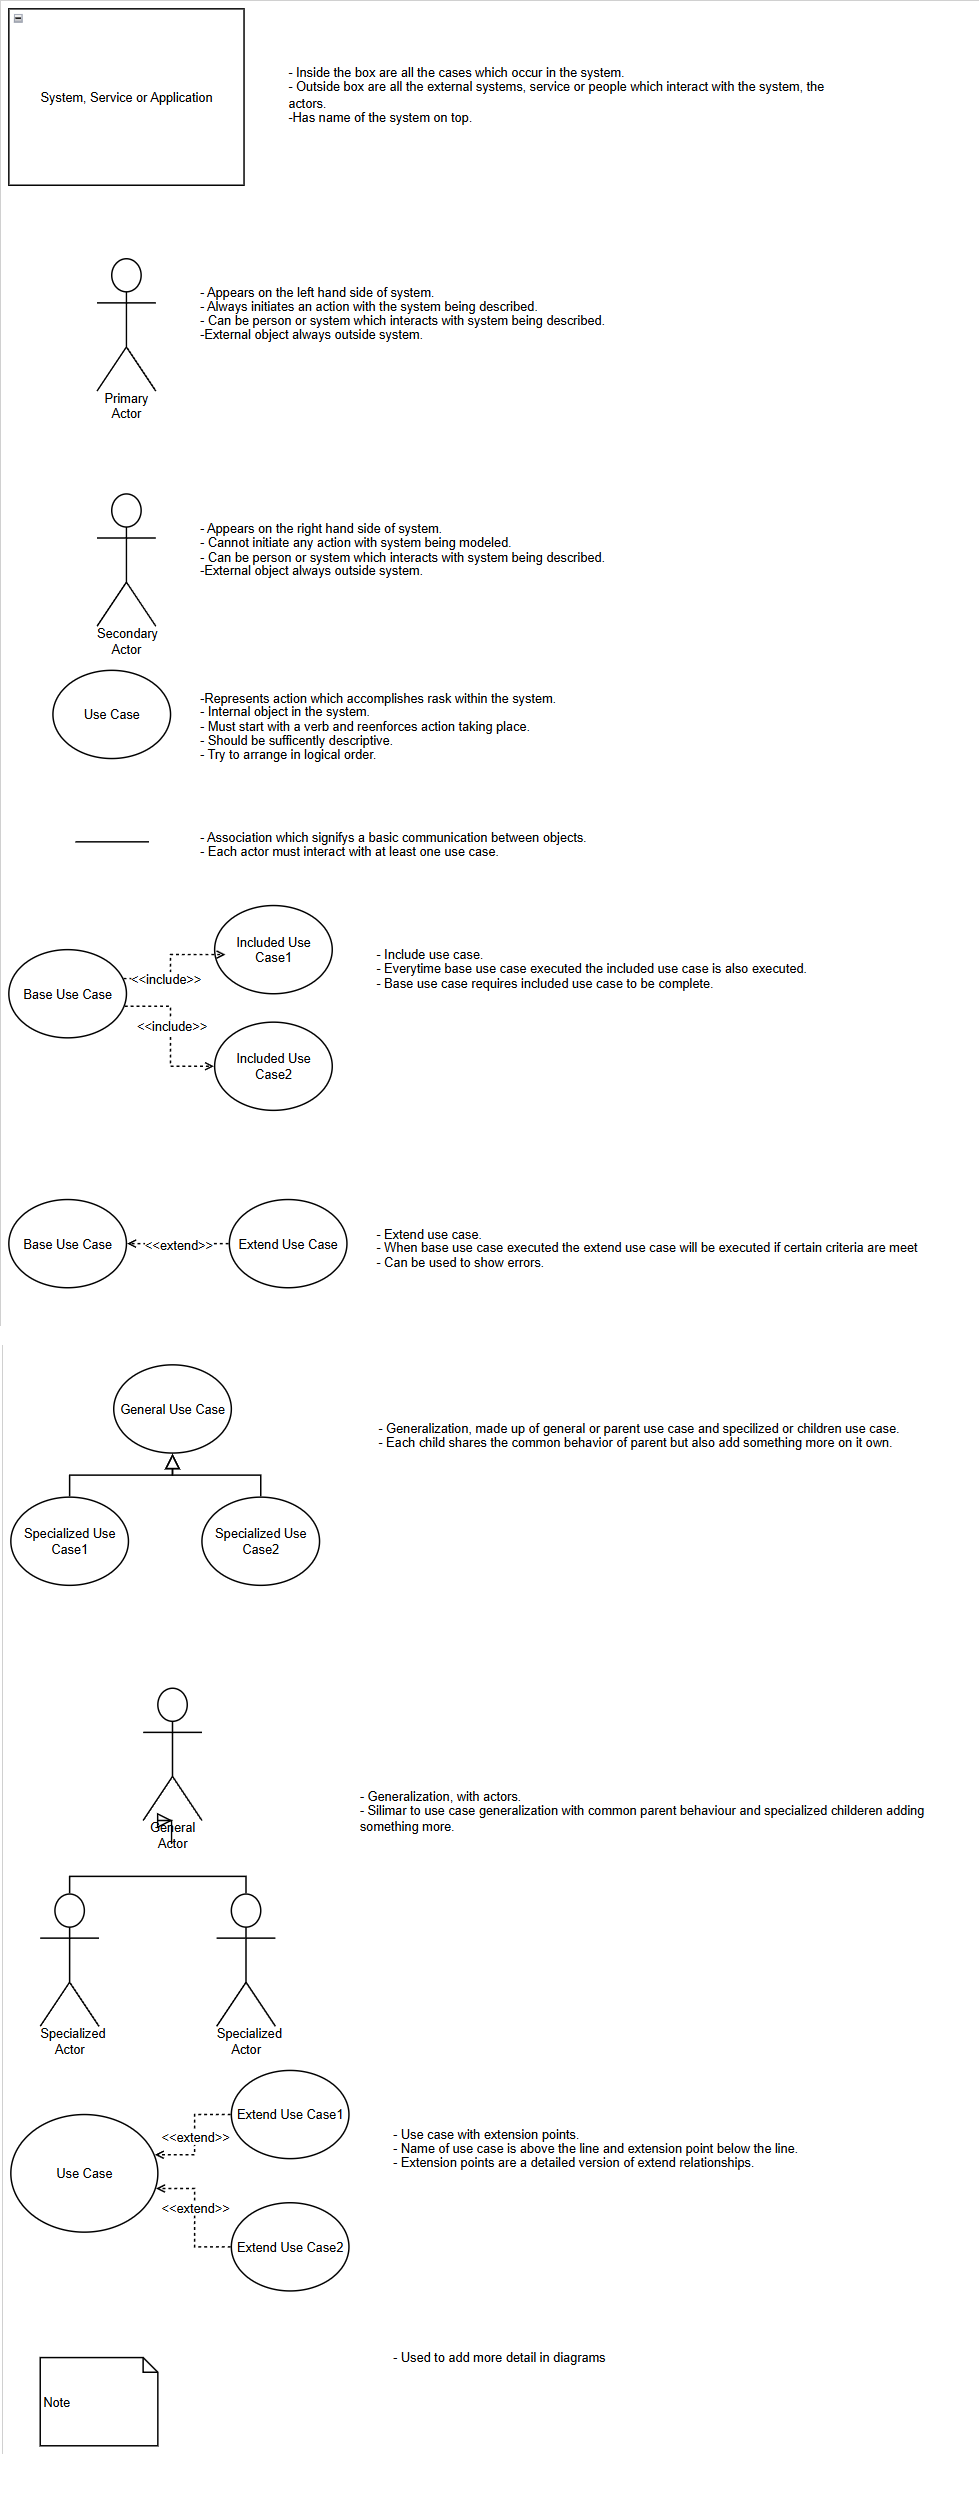 System, Service or Application
- Inside the box are all the cases which occur in the system.
- Outside box are all the external systems, service or people which interact with the system, the
actors.
-Has name of the system on top.
- Appears on the left hand side of system.
- Always initiates an action with the system being described.
- Can be person or system which interacts with system being described.
-External object always outside system.
Primary
Actor
- Appears on the right hand side of system.
- Cannot initiate any action with system being modeled.
- Can be person or system which interacts with system being described.
-External object always outside system.
Secondary
Actor
Use Case
-Represents action which accomplishes rask within the system.
- Internal object in the system.
- Must start with a verb and reenforces action taking place.
- Should be sufficently descriptive.
- Try to arrange in logical order.
- Association which signifys a basic communication between objects.
- Each actor must interact with at least one use case.
Base Use Case
<<include>>
<<include>>
Included Use
Case1
Included Use
Case2
- Include use case.
- Everytime base use case executed the included use case is also executed.
- Base use case requires included use case to be complete.
Base Use Case
<<extend>>
Extend Use Case
- Extend use case.
- When base use case executed the extend use case will be executed if certain criteria are meet
- Can be used to show errors.
General Use Case
Specialized Use
Case1
Specialized Use
Case2
- Generalization, made up of general or parent use case and specilized or children use case.
- Each child shares the common behavior of parent but also add something more on it own.
General
Actor
- Generalization, with actors.
- Silimar to use case generalization with common parent behaviour and specialized childeren adding
something more.
Specialized
Actor
Specialized
Actor
Use Case
<<extend>>
<<extend>>
Extend Use Case1
Extend Use Case2
- Use case with extension points.
- Name of use case is above the line and extension point below the line.
- Extension points are a detailed version of extend relationships.
Note
- Used to add more detail in diagrams